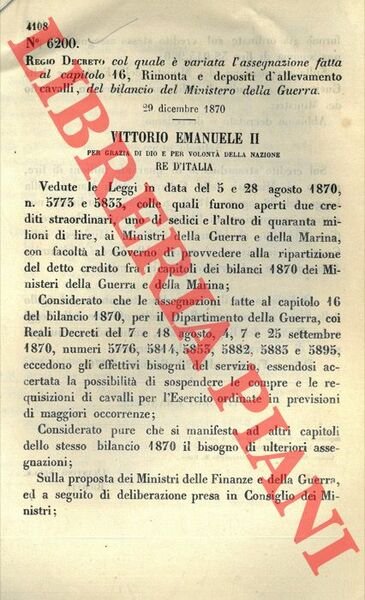 4108
N° 6200.
REGIO DECRETO col quale è variata l'assegnazione fatta
al capitolo 16, Rimonta e depositi d'allevamento
cavalli, del bilancio del Ministero della Guerra.
29 dicembre 1870
VITTORIO EMANUELE II
PER GRAZIA DI DIO E PER VOLONTÀ DELLA NAZIONE
RE D'ITALIA
Vedute le Leggi in data del 5 e 28 agosto 1870,
n. 5773 e 5833, colle quali furono aperti due cre-
diti straordinari, uno di sedici e l'altro di quaranta mi-
lioni di lire, ai Ministri della Guerra e della Marina,
con facoltà al Governo di provvedere alla ripartizione
del detto credito fra i capitoli dei bilanci 1870 dei Mi-
nisteri della Guerra e della Marina;
Considerato che le assegnazioni fatte al capitolo 16
del bilancio 1870, per il Dipartimento della Guerra, coi
Reali Decreti del 7 e 18 agosto, 4, 7 e 25 settembre
1870, numeri 5776, 5814, 5853, 5882, 5883 e 5895,
eccedono gli effettivi bisogni del servizio, essendosi ac-
certata la possibilità di sospendere le compre e le re-
quisizioni di cavalli per l'Esercito ordinate in previsioni
di maggiori occorrenze;
Considerato pure che si manifesta ad altri capitoli
dello stesso bilancio 1870 il bisogno di ulteriori asse-
gnazioni;
Sulla proposta dei Ministri delle Finanze e della Guerra,
ed a seguito di deliberazione presa in Consiglio dei Mi-
nistri;
LIBRERIA PIANI